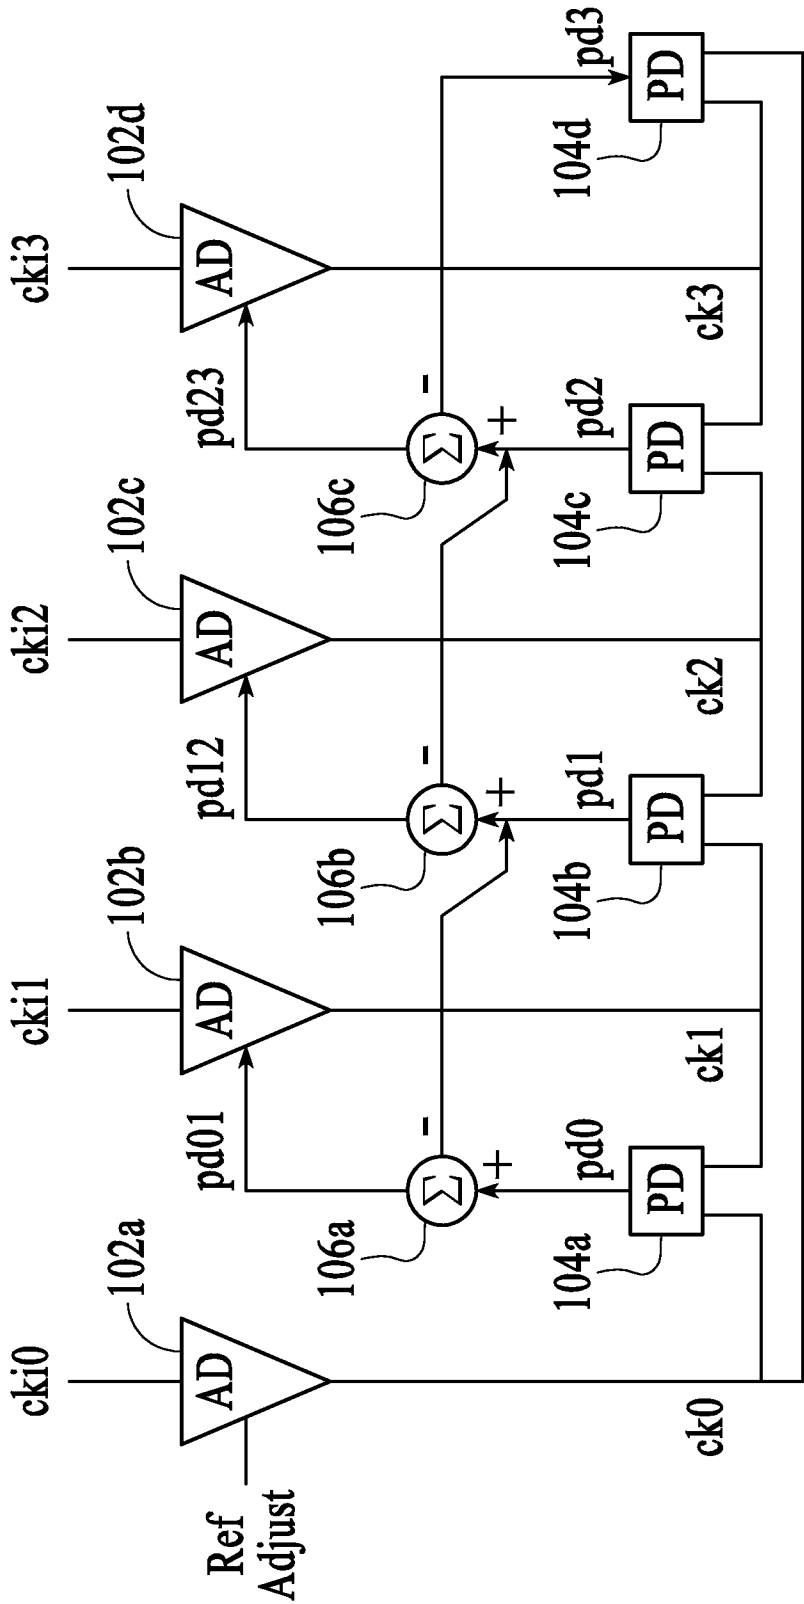 cki0
cki1
cki2
cki3
102a
102b
102c
102d
AD
AD
AD
AD
Ref
Adjust
pd01
pd12
pd23
-
-
-
Σ
Σ
Σ
+
+
+
106a
106b
106c
pd0
pd1
pd2
pd3
104a
104b
104c
104d
PD
PD
PD
PD
ck0
ck1
ck2
ck3